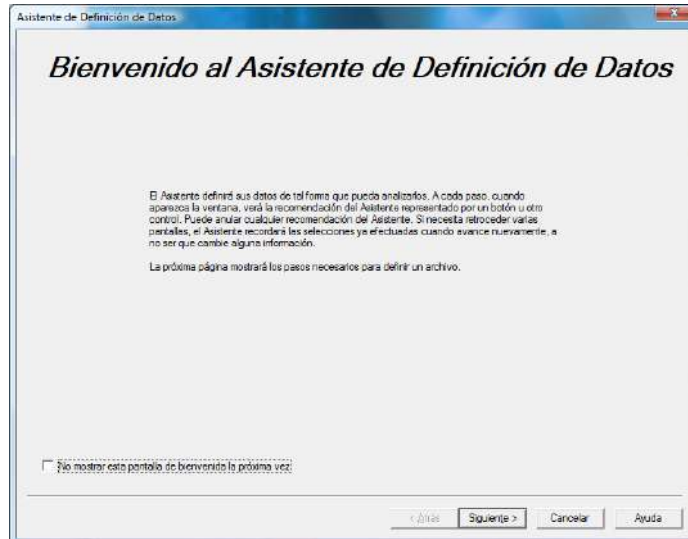 Asistente de Definición de Datos
Bienvenido al Asistente de Definición de Datos
El Asistente definirá sus datos de tal forma que pueda analizarlos. A cada paso, cuando
aparezca la ventana, verá la recomendación del Asistente representado por un botón u otro
control. Puede anular cualquier recomendación del Asistente. Si necesita retroceder varias
pantallas, el Asistente recordará las selecciones ya efectuadas cuando avance nuevamente, a
no ser que cambie alguna información.
La próxima página mostrará los pasos necesarios para definir un archivo.
No mostrar esta pantalla de bienvenida la próxima vez
< Atrás
Siguiente >
Cancelar
Ayuda